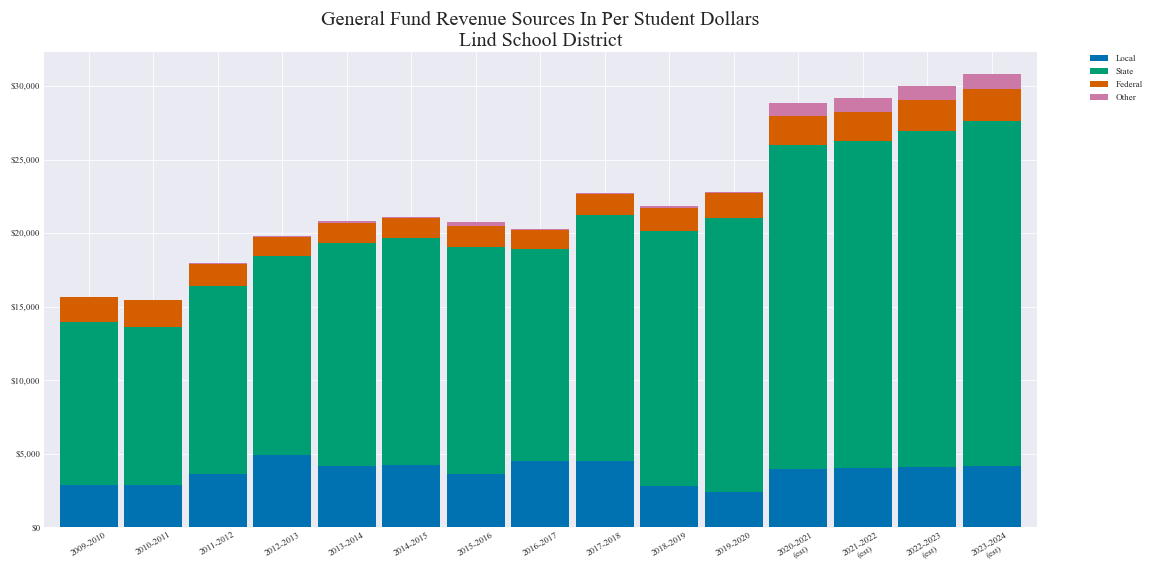 General Fund Revenue Sources In Per Student Dollars
Lind School District
Local
State
Federal
Other
$30,000
$25,000
$20,000
$15,000
$10,000
$5,000
$0
2009-2010
2010-2011
2011-2012
2012-2013
2013-2014
2014-2015
2015-2016
2016-2017
2017-2018
2018-2019
2019-2020
2020-2021
(est)
2021-2022
(est)
2022-2023
(est)
2023-2024
(est)